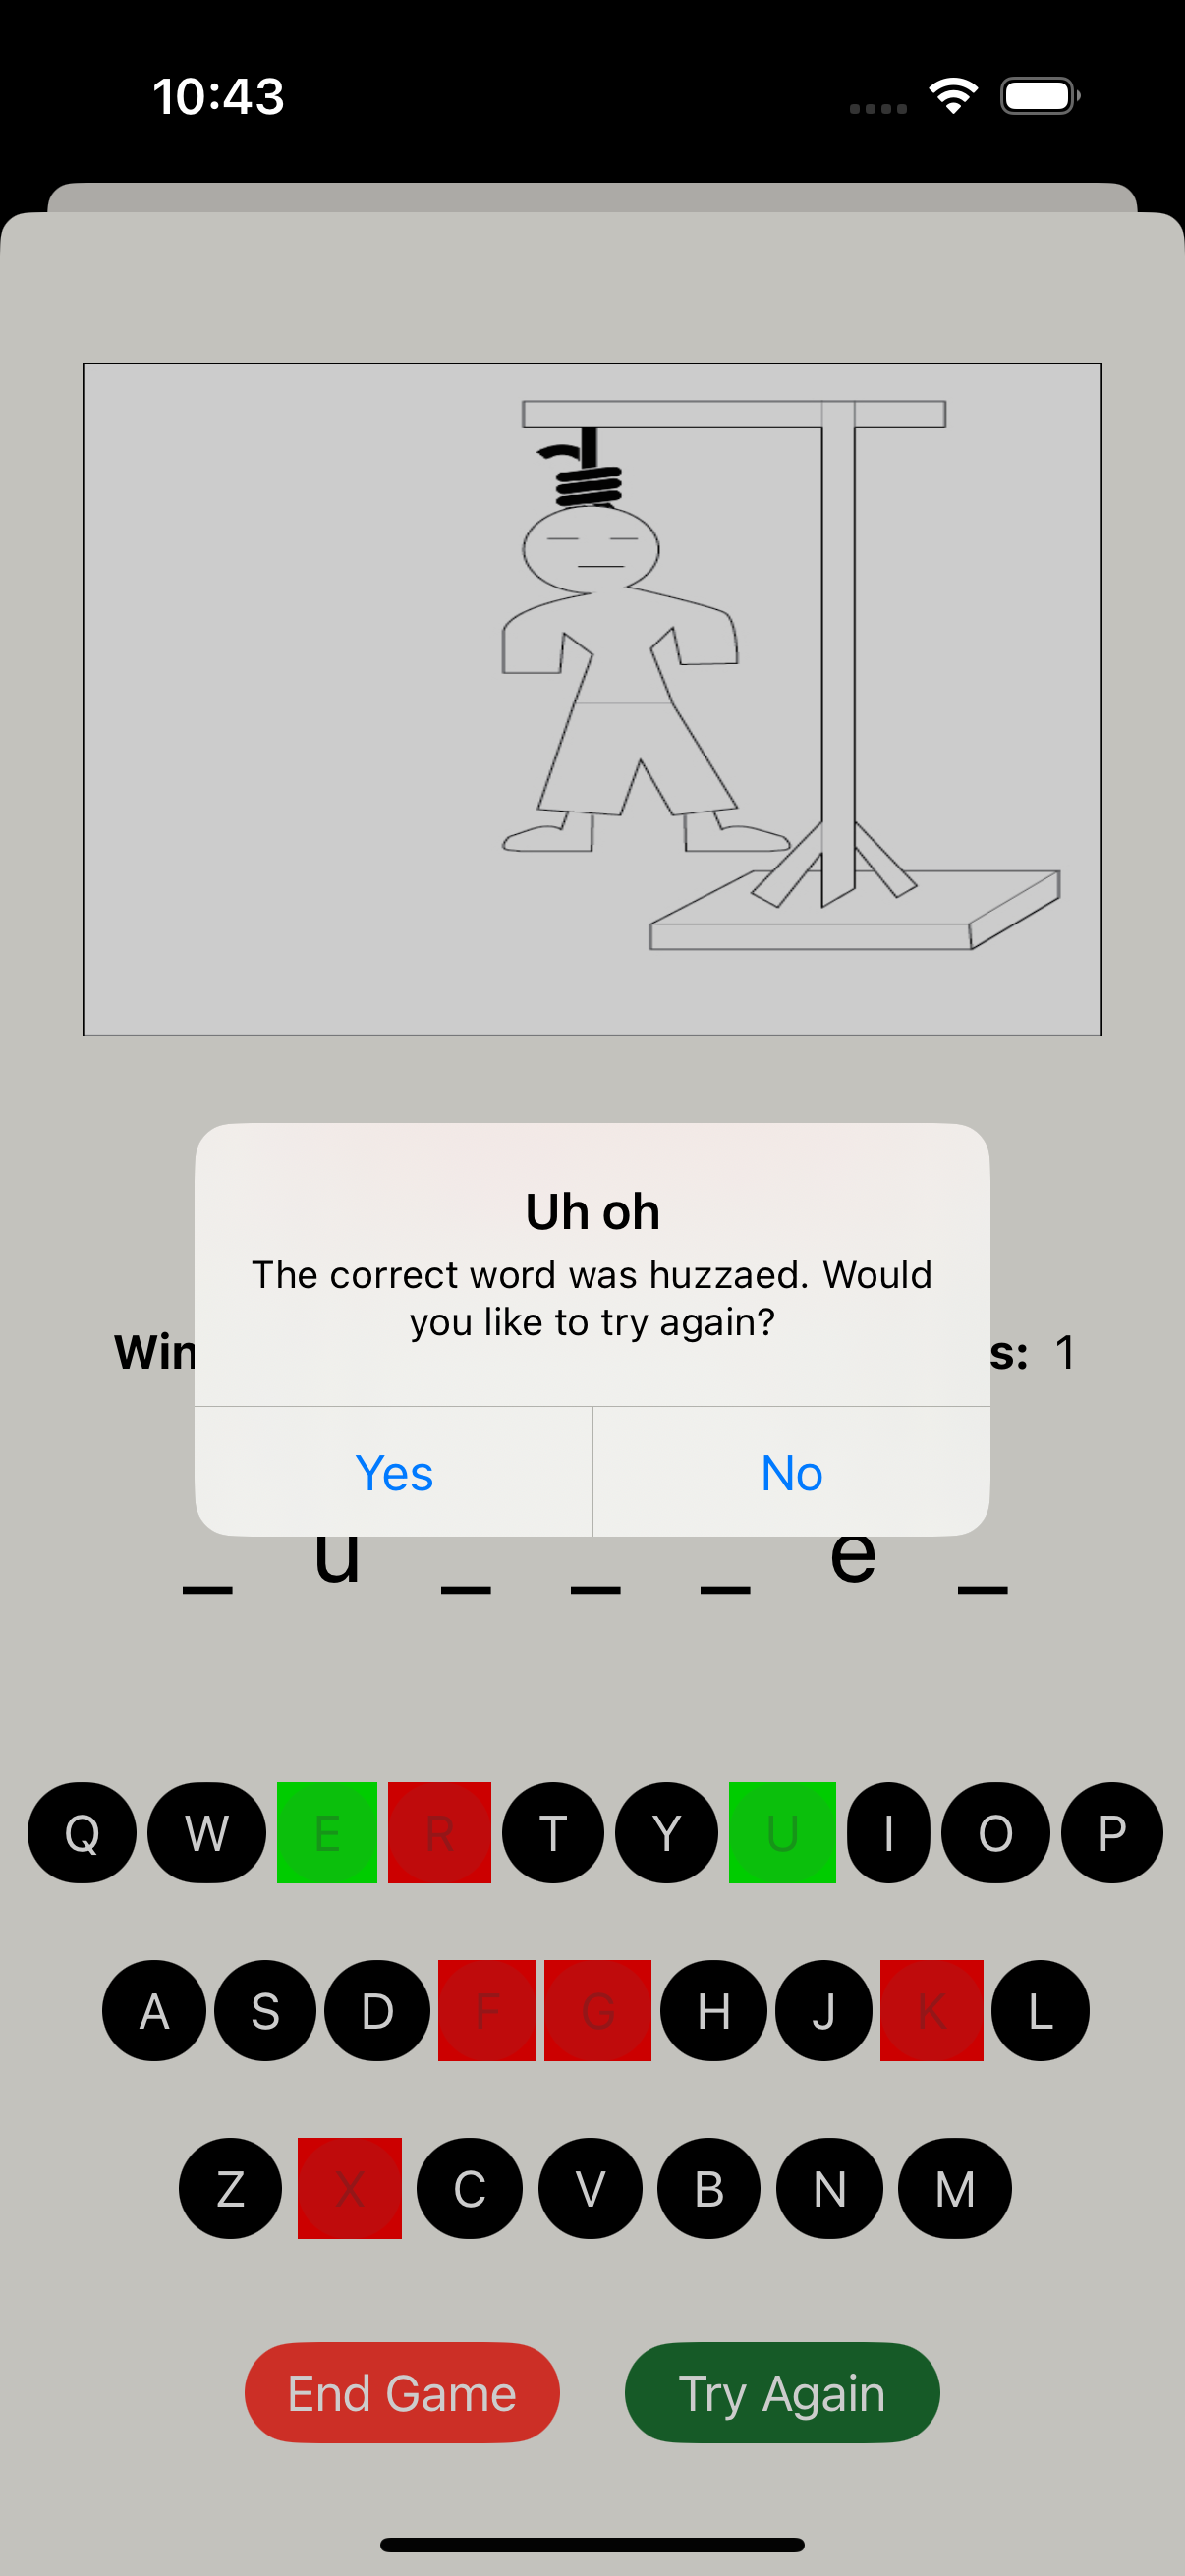 10:43
Uh oh
The correct word was huzzaed. Would
you like to try again?
Win s: 1
Yes No
_ u _ _ _ e _
Q W E R T Y U I O P
A S D F G H J K L
Z X C V B N M
End Game Try Again